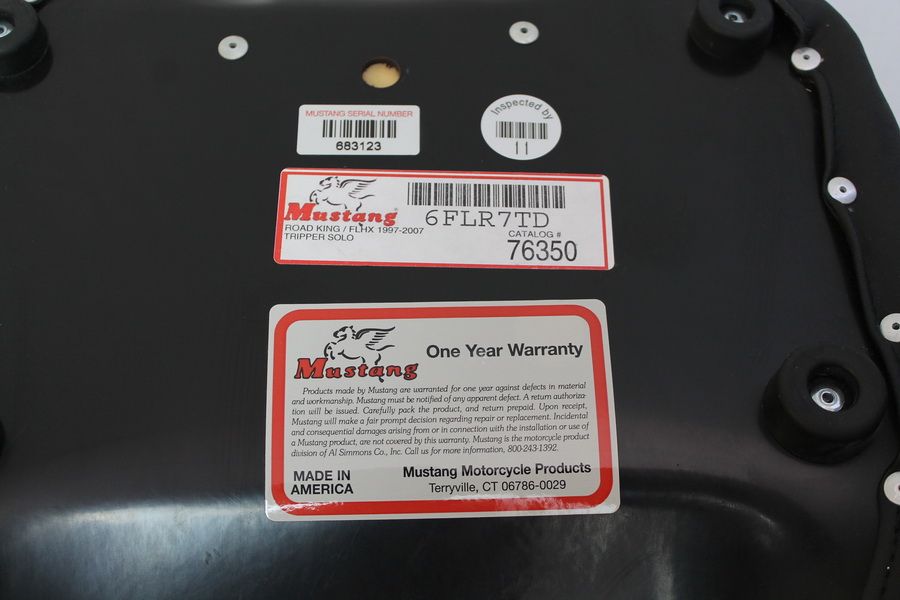 MUSTANG SERIAL NUMBER
683123
Inspected by
11
Mustang®
6FLR7TD
ROAD KING / FLHX 1997-2007
TRIPPER SOLO
CATALOG #
76350
Mustang
One Year Warranty
Products made by Mustang are warranted for one year against defects in material
and workmanship. Mustang must be notified of any apparent defect. A return authoriza-
tion will be issued. Carefully pack the product, and return prepaid. Upon receipt,
Mustang will make a fair prompt decision regarding repair or replacement. Incidental
and consequential damages arising from or in connection with the installation or use of
a Mustang product, are not covered by this warranty. Mustang is the motorcycle product
division of Al Simmons Co., Inc. Call us for more information, 800-243-1392.
MADE IN
AMERICA
Mustang Motorcycle Products
Terryville, CT 06786-0029